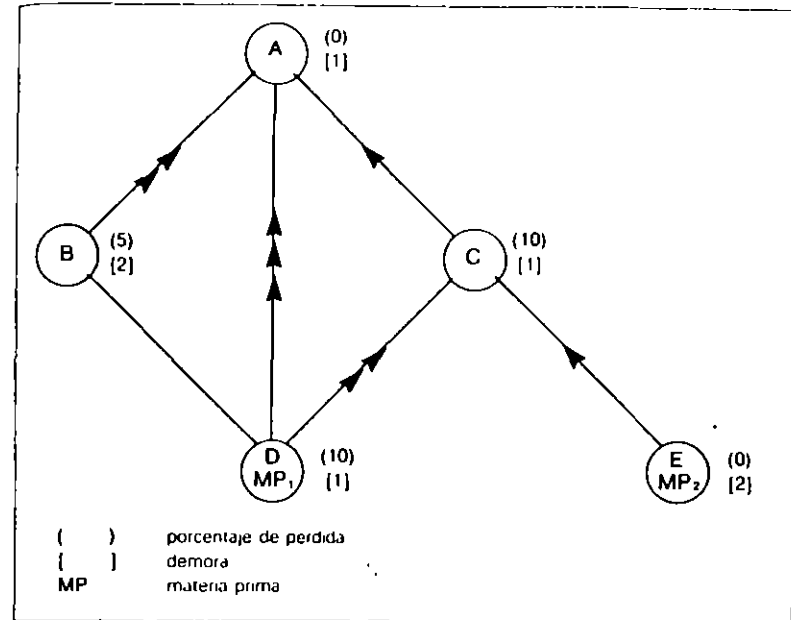 A (0)
[1]
B (5)
[2]
C (10)
[1]
D (10)
MP₁ [1]
E (0)
MP₂ [2]
( ) porcentaje de perdida
[ ] demora
MP materia prima